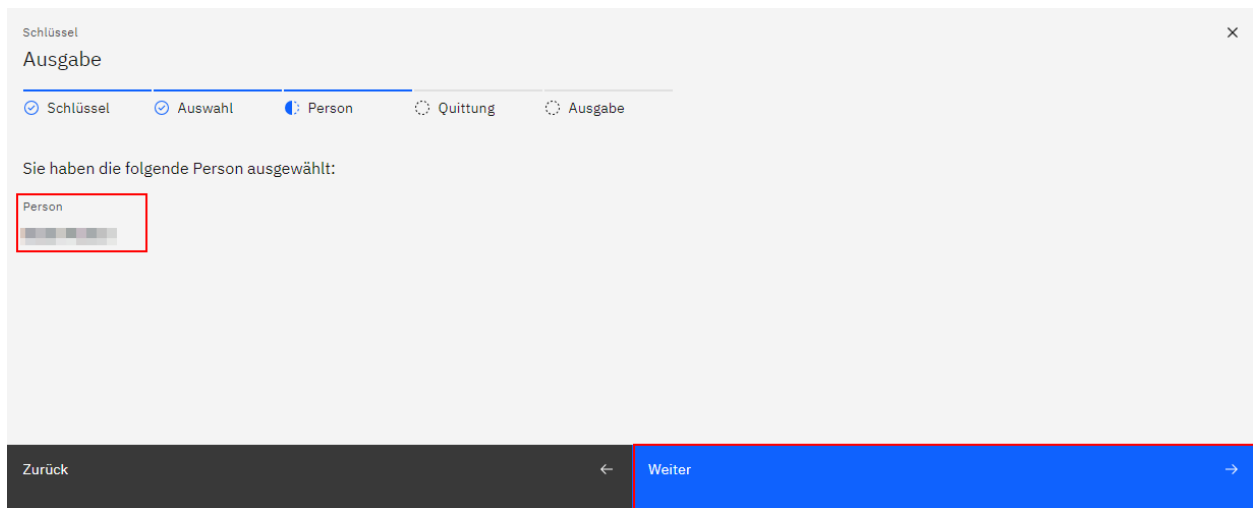 Schlüssel
Ausgabe
Schlüssel Auswahl Person Quittung Ausgabe
Sie haben die folgende Person ausgewählt:
Person
Zurück Weiter